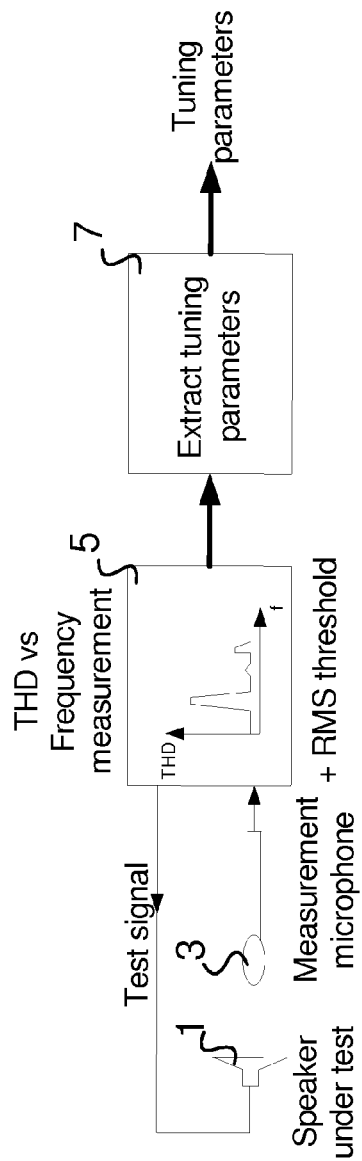 THD vs
Frequency
measurement
5
7
Test signal
THD
f
Extract tuning
parameters
Tuning
parameters
1
3
Speaker
under test
Measurement
microphone
+ RMS threshold